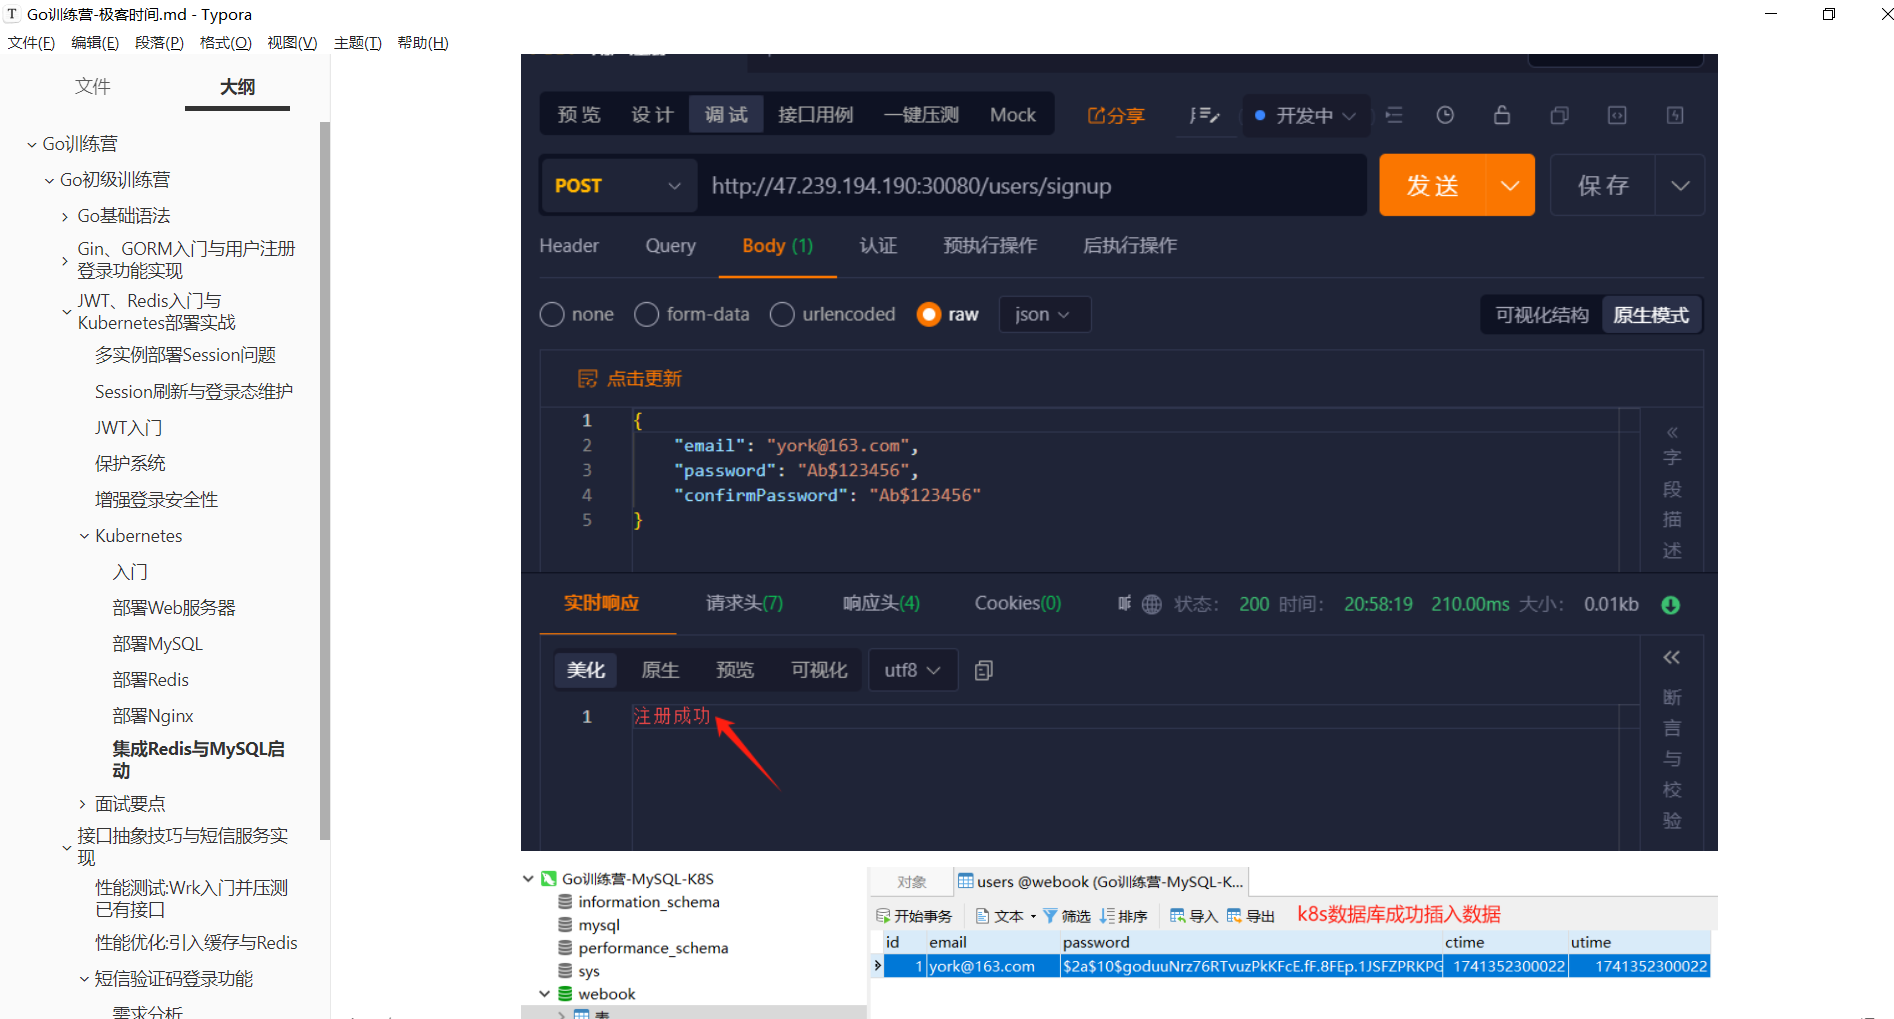 Go训练营-极客时间.md - Typora
文件(F) 编辑(E) 段落(P) 格式(O) 视图(V) 主题(T) 帮助(H)
文件 大纲
Go训练营
Go初级训练营
Go基础语法
Gin、GORM入门与用户注册
登录功能实现
JWT、Redis入门与
Kubernetes部署实战
多实例部署Session问题
Session刷新与登录态维护
JWT入门
保护系统
增强登录安全性
Kubernetes
入门
部署Web服务器
部署MySQL
部署Redis
部署Nginx
集成Redis与MySQL启
动
面试要点
接口抽象技巧与短信服务实
现
性能测试:Wrk入门并压测
已有接口
性能优化:引入缓存与Redis
短信验证码登录功能
需求分析
预览 设计 调试 接口用例 一键压测 Mock 分享 开发中
POST http://47.239.194.190:30080/users/signup 发送 保存
Header Query Body (1) 认证 预执行操作 后执行操作
none form-data urlencoded raw json 可视化结构 原生模式
点击更新
1 {
2 "email": "york@163.com",
3 "password": "Ab$123456",
4 "confirmPassword": "Ab$123456"
5 }
字段描述
实时响应 请求头(7) 响应头(4) Cookies(0) 状态: 200 时间: 20:58:19 210.00ms 大小: 0.01kb
美化 原生 预览 可视化 utf8
1 注册成功
断言与校验
Go训练营-MySQL-K8S
information_schema
mysql
performance_schema
sys
webook
表
对象 users @webook (Go训练营-MySQL-K...
开始事务 文本 筛选 排序 导入 导出 k8s数据库成功插入数据
id email password ctime utime
1 york@163.com $2a$10$goduuNrz76RTvuzPkKFcE.fF.8FEp.1JSFZPRKPG 1741352300022 1741352300022